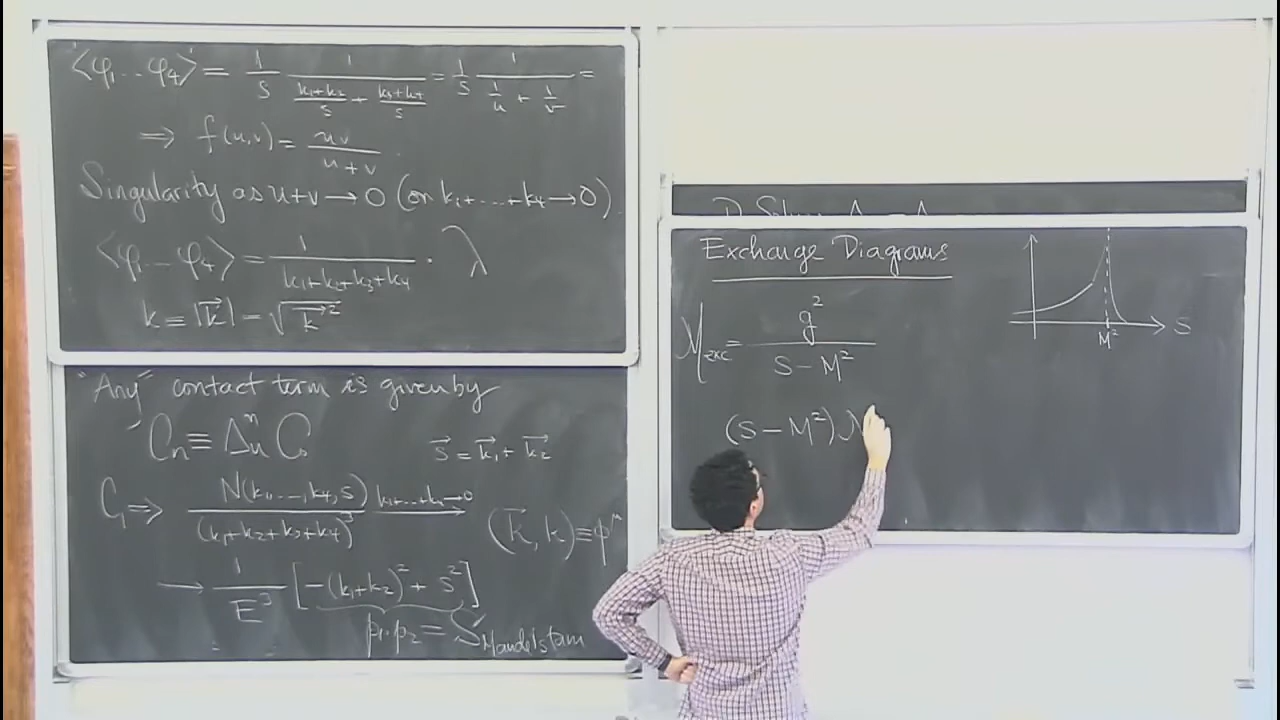 ⟨φ₁...φ₄⟩ = 1/s 1/((k₁+k₂)/s + (k₃+k₄)/s) = 1/s 1/(1/u + 1/v) =
⟹ f(u,v) = uv/(u+v).
Singularity as u+v → 0 (or k₁+...+k₄ → 0).
⟨φ₁...φ₄⟩ = 1/(k₁+k₂+k₃+k₄) · λ
k ≡ |k⃗| = √(k⃗²)
"Any" contact term is given by
Cₙ ≡ Δᵤⁿ C₀
s⃗ = k⃗₁ + k⃗₂
C₁ ⟹ N(k₁,...,k₄,s)/(k₁+k₂+k₃+k₄)³ k₁+...+k₄→0 ⟶
(k⃗, k) ≡ p^μ
→ 1/E³ [-(k₁+k₂)² + s²]
p₁·p₂ = S Mandelstam
Exchange Diagrams
M_exc = g²/(S - M²)
M²
S
(S - M²) M